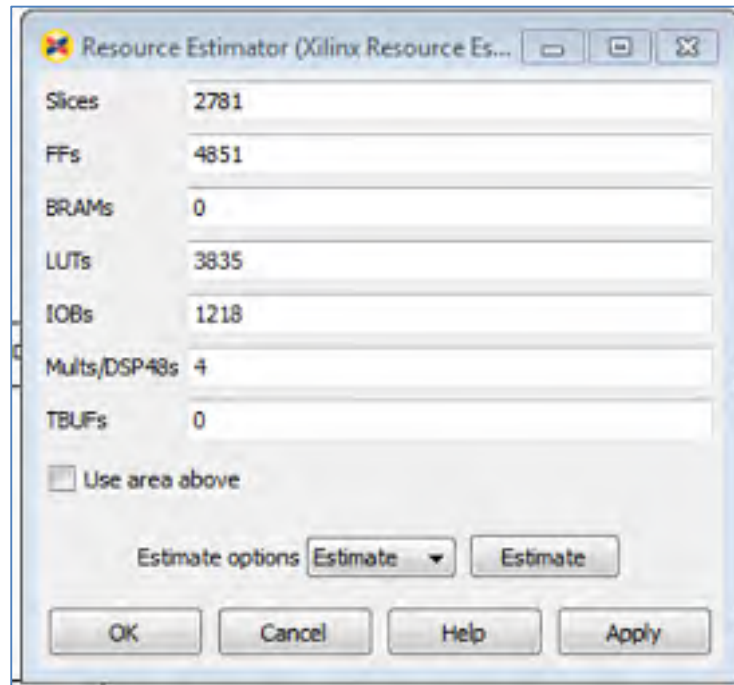 Resource Estimator (Xilinx Resource Es...
Slices 2781
FFs 4851
BRAMs 0
LUTs 3835
IOBs 1218
Mults/DSP48s 4
TBUFs 0
Use area above
Estimate options Estimate Estimate
OK Cancel Help Apply